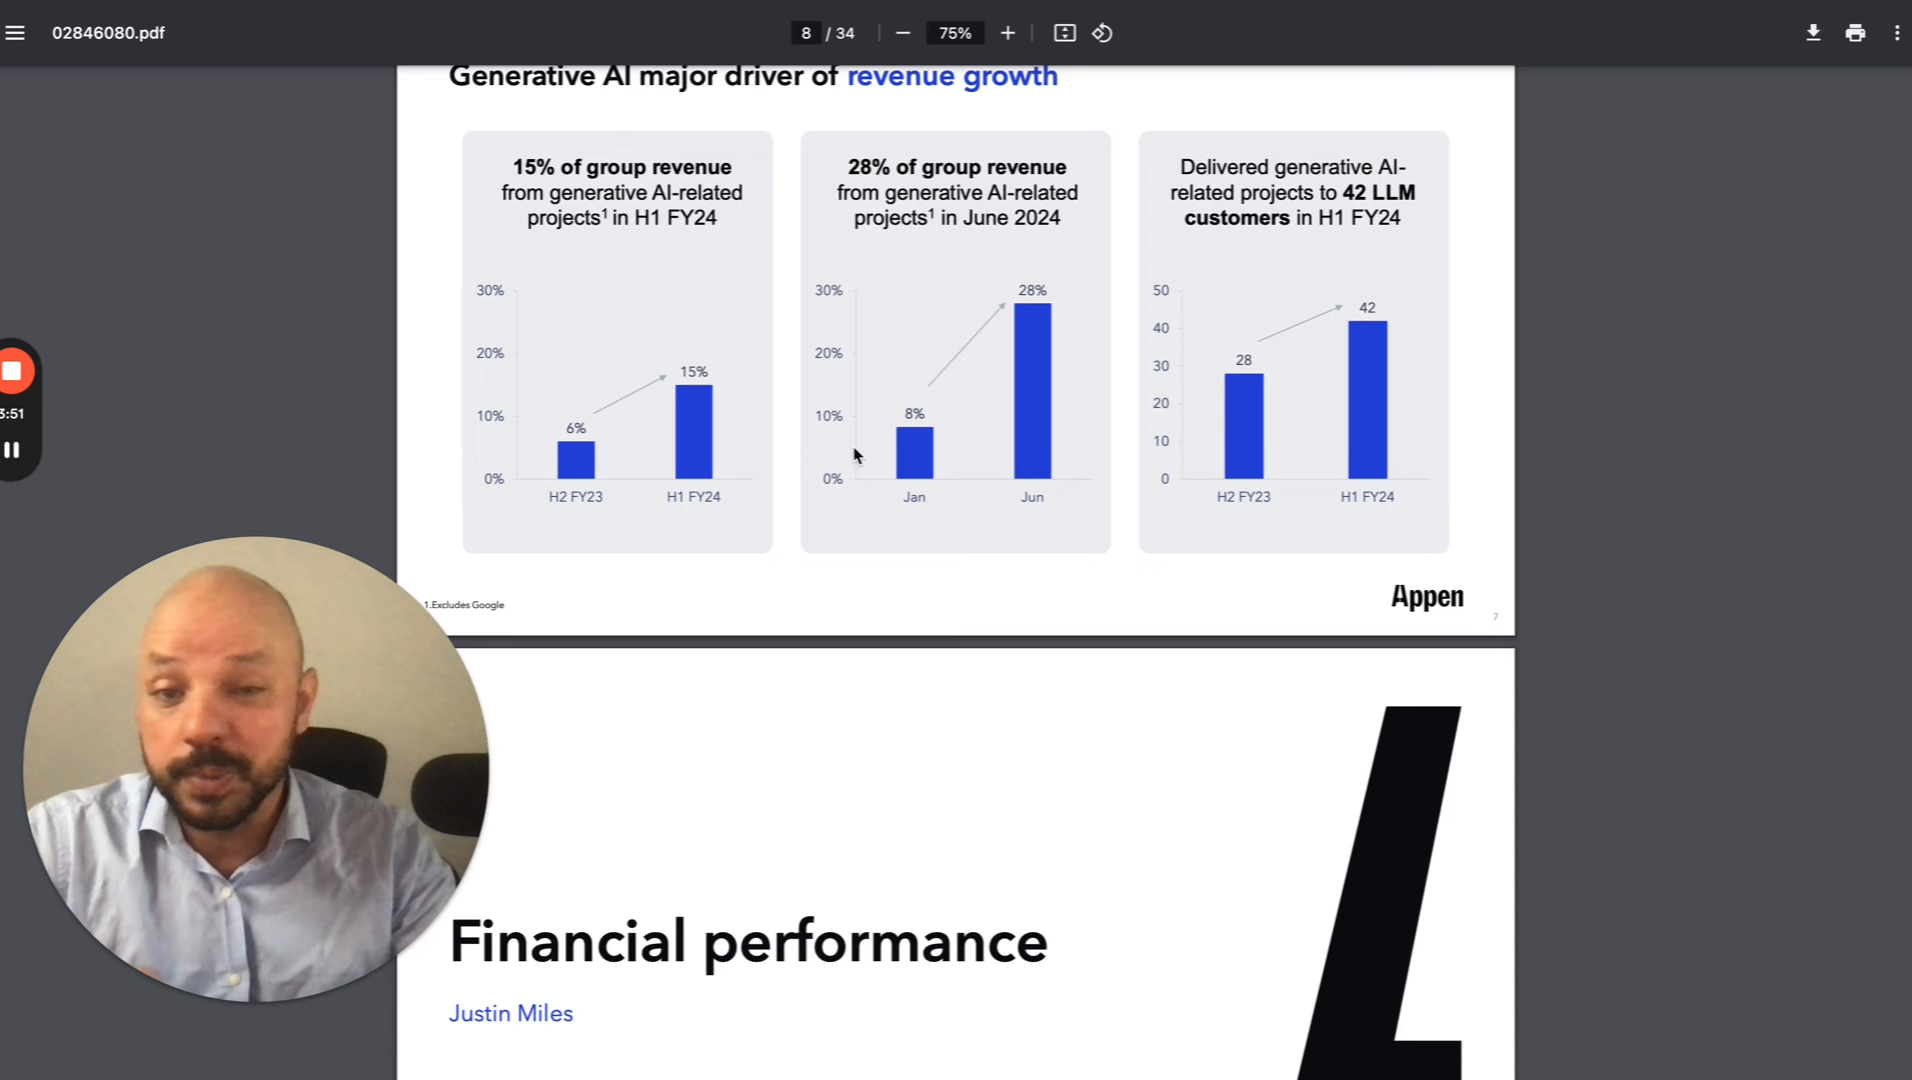 02846080.pdf
8 / 34
75%
Generative AI major driver of revenue growth
15% of group revenue
from generative AI-related
projects¹ in H1 FY24
30%
20%
10%
0%
6%
15%
H2 FY23
H1 FY24
28% of group revenue
from generative AI-related
projects¹ in June 2024
30%
20%
10%
0%
8%
28%
Jan
Jun
Delivered generative AI-
related projects to 42 LLM
customers in H1 FY24
50
40
30
20
10
0
28
42
H2 FY23
H1 FY24
3:51
1.Excludes Google
Appen
7
Financial performance
Justin Miles